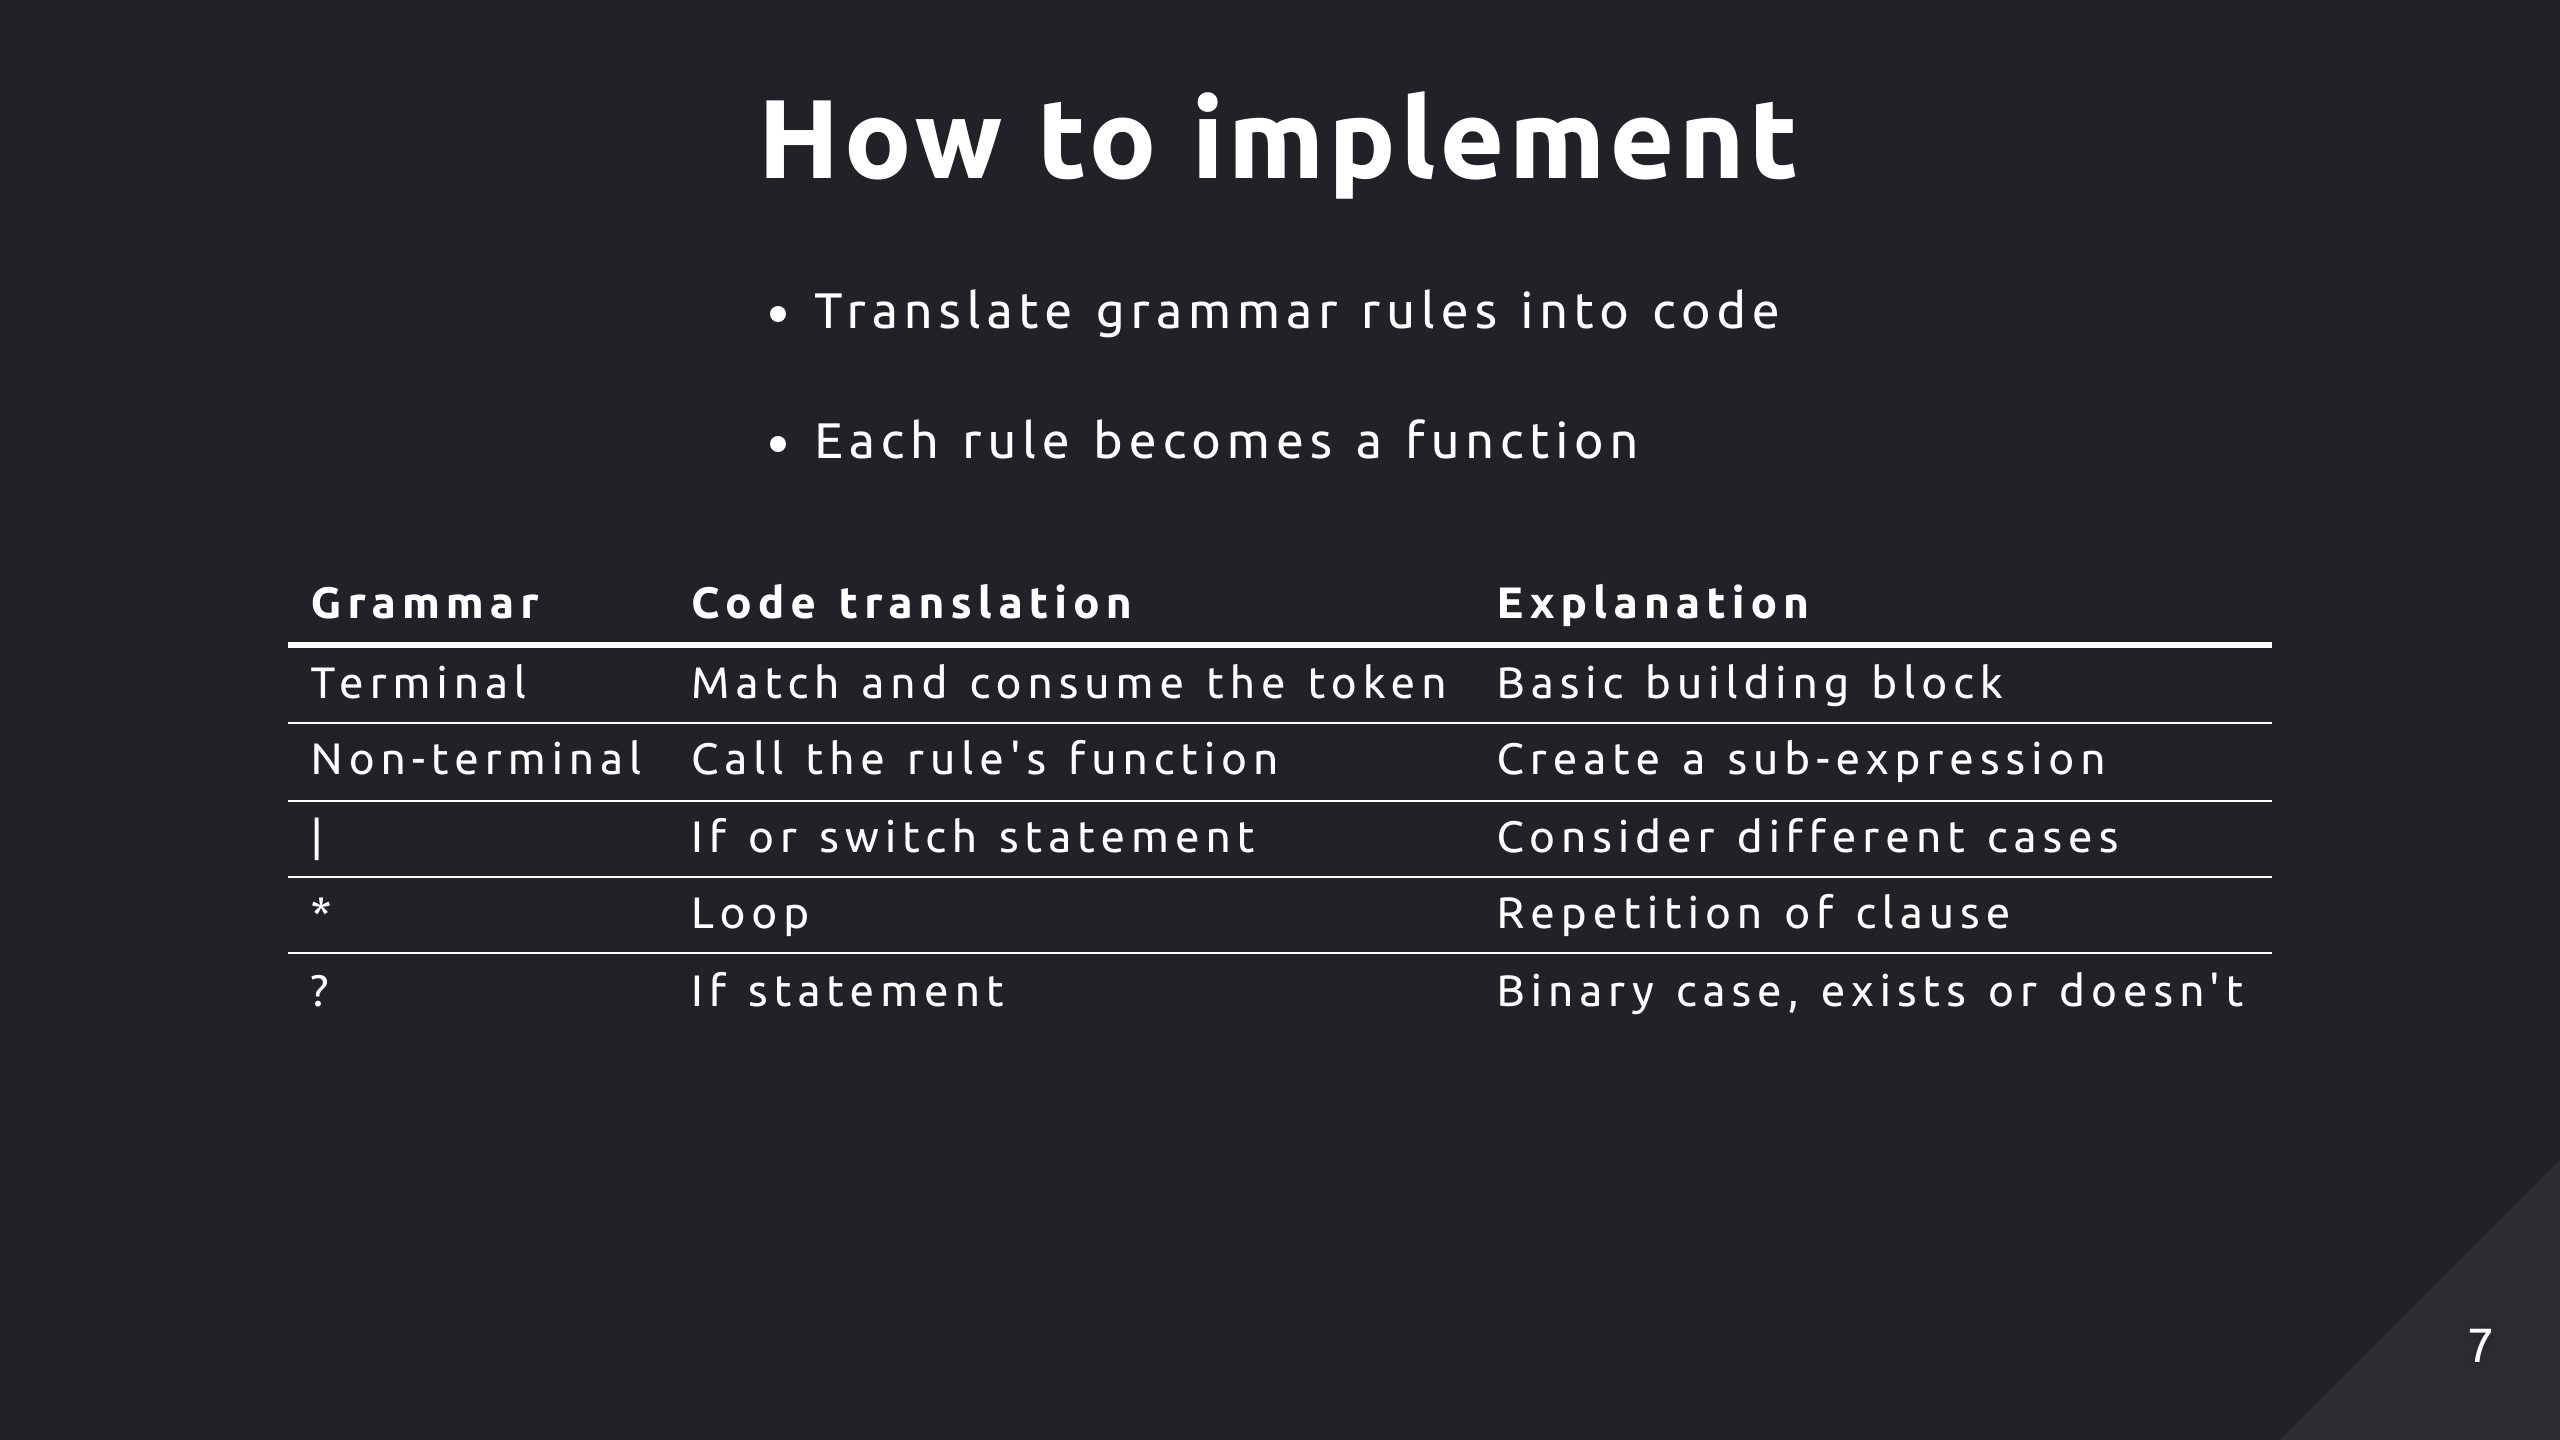 How to implement
• Translate grammar rules into code
• Each rule becomes a function
Grammar Code translation Explanation
Terminal Match and consume the token Basic building block
Non-terminal Call the rule's function Create a sub-expression
| If or switch statement Consider different cases
* Loop Repetition of clause
? If statement Binary case, exists or doesn't
7